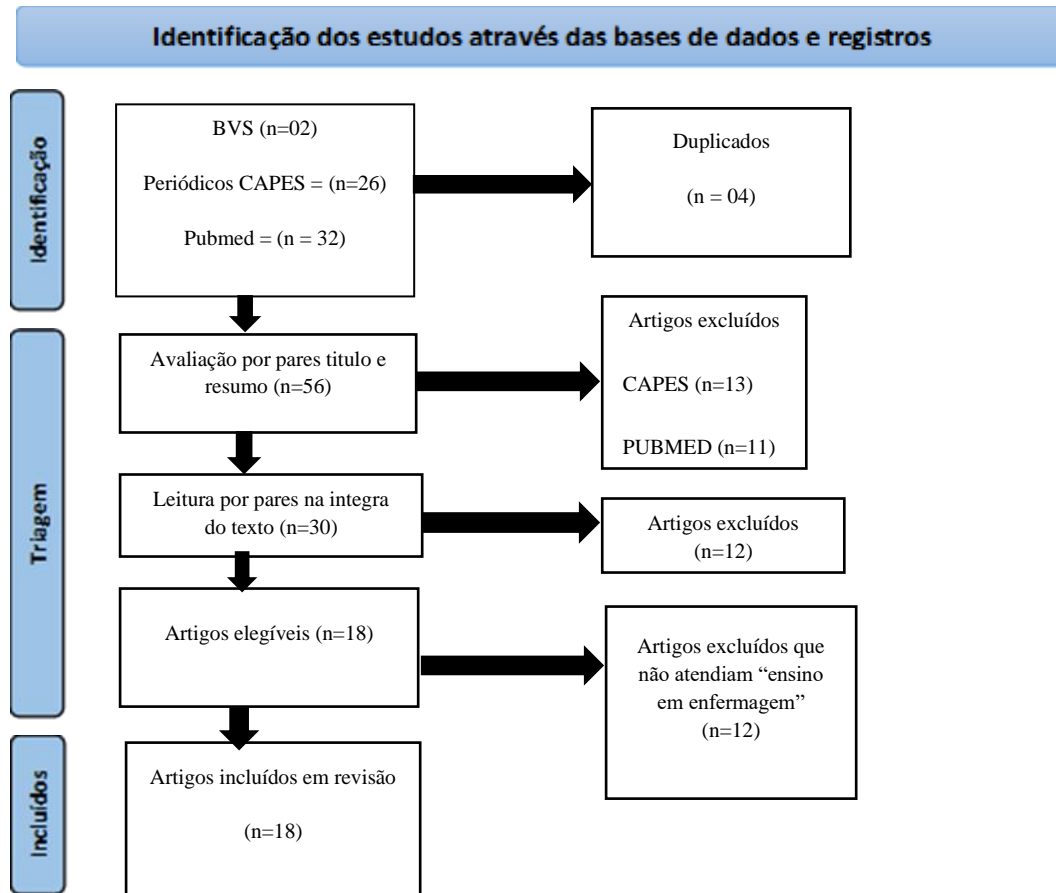 Identificação dos estudos através das bases de dados e registros
Identificação
BVS (n=02)
Periódicos CAPES = (n=26)
Pubmed = (n = 32)
Duplicados
(n = 04)
Triagem
Avaliação por pares titulo e
resumo (n=56)
Artigos excluídos
CAPES (n=13)
PUBMED (n=11)
Leitura por pares na integra
do texto (n=30)
Artigos excluídos
(n=12)
Artigos elegíveis (n=18)
Artigos excluídos que
não atendiam “ensino
em enfermagem”
(n=12)
Incluídos
Artigos incluídos em revisão
(n=18)